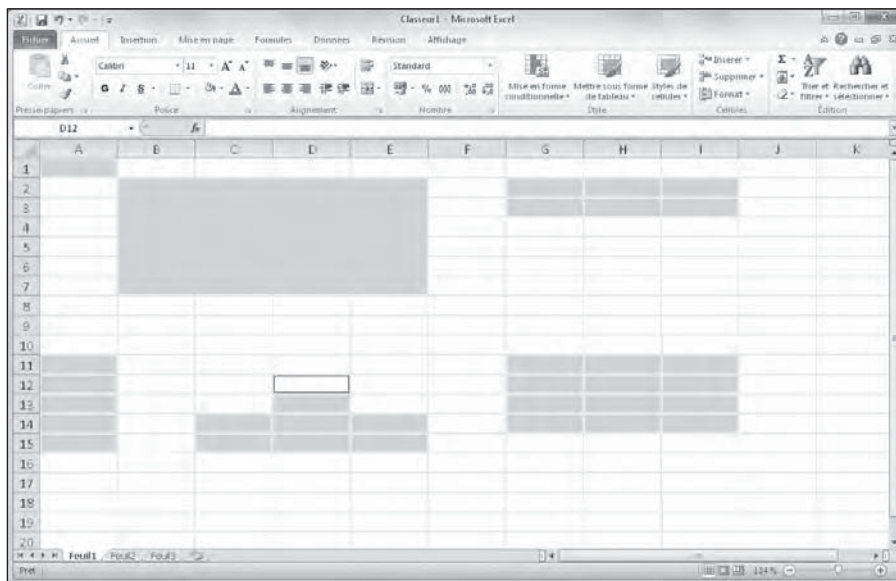 Classeur1 - Microsoft Excel
Fichier Accueil Insertion Mise en page Formules Données Révision Affichage
Calibri 11 A A Standard Insérer Σ
Coller G I S A % 000 Mise en forme Mettre sous forme Styles de Supprimer Trier et Rechercher et
conditionnelle de tableau cellules Format filtrer sélectionner
Presse-papiers Police Alignement Nombre Style Cellules Édition
D12 fx
A B C D E F G H I J K
1
2
3
4
5
6
7
8
9
10
11
12
13
14
15
16
17
18
19
20
Feuil1 Feuil2 Feuil3
Prêt 134%